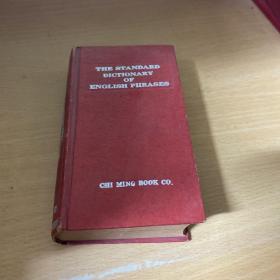 THE STANDARD
DICTIONARY
OF
ENGLISH PHRASES
CHI MING BOOK CO.